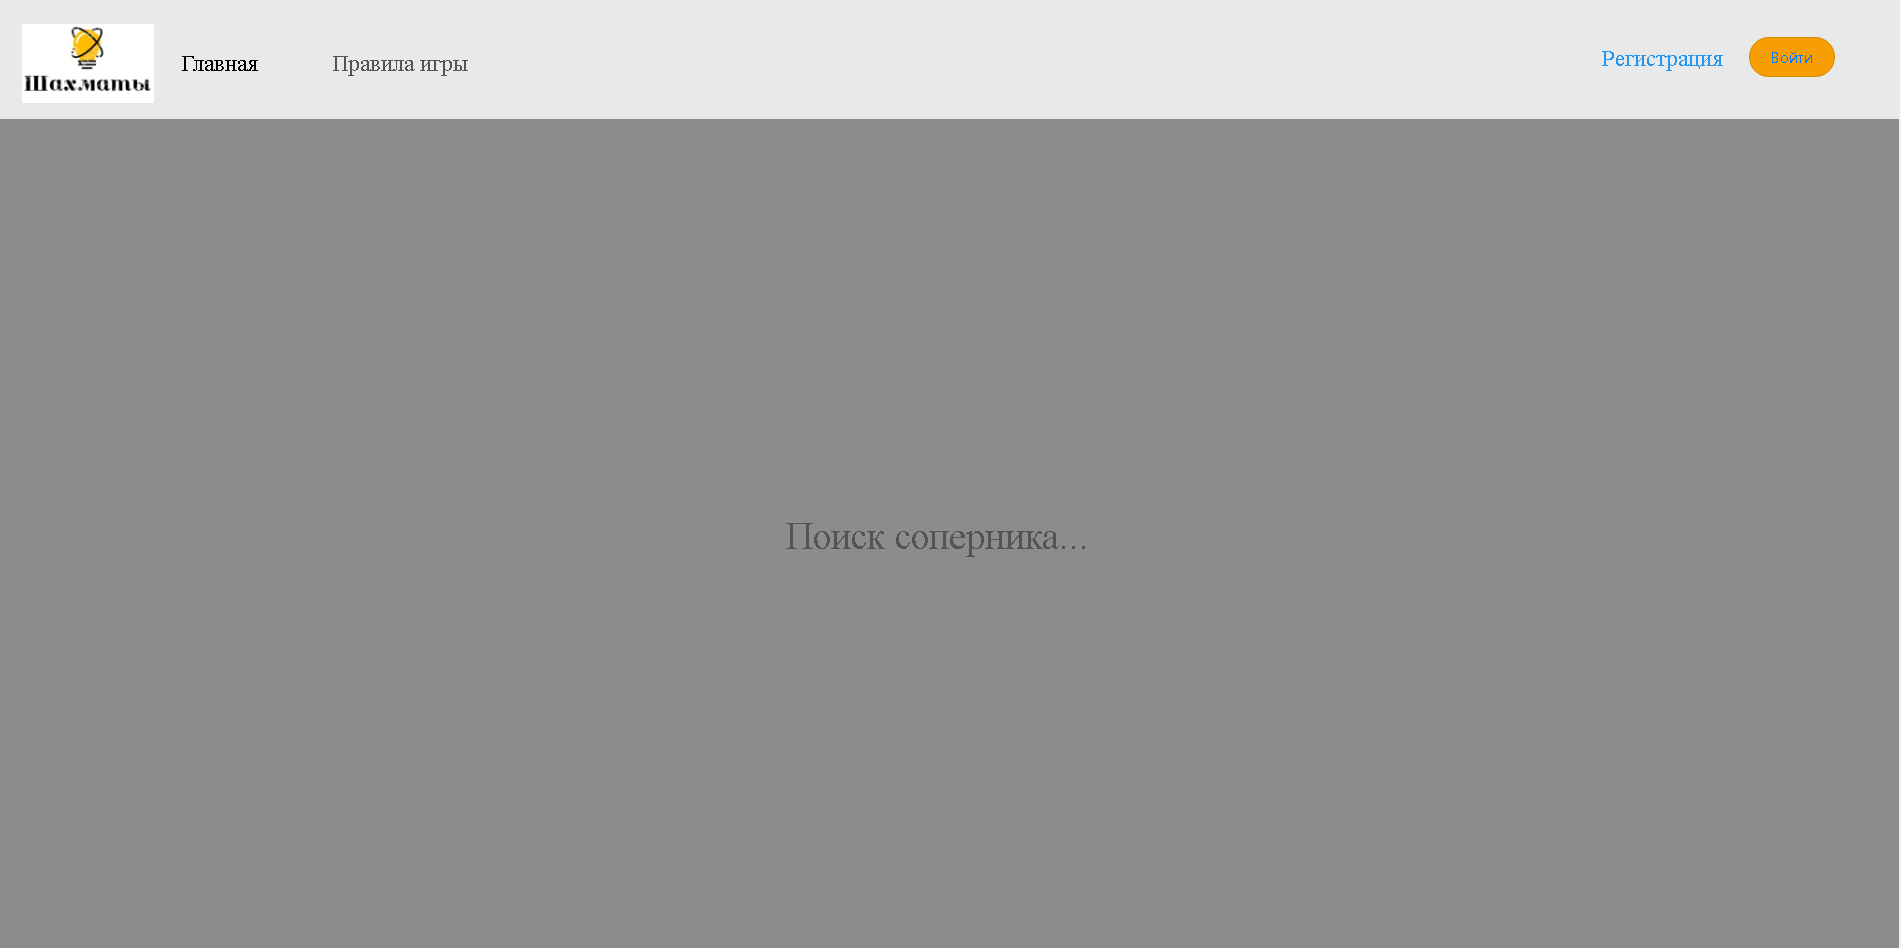 Шахматы
Главная
Правила игры
Регистрация
Войти
Поиск соперника...